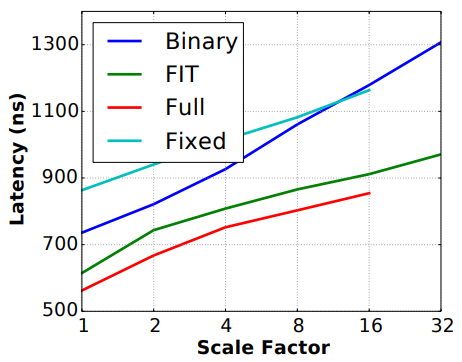 1300
1100
900
700
500
Latency (ns)
Binary
FIT
Full
Fixed
1 2 4 8 16 32
Scale Factor